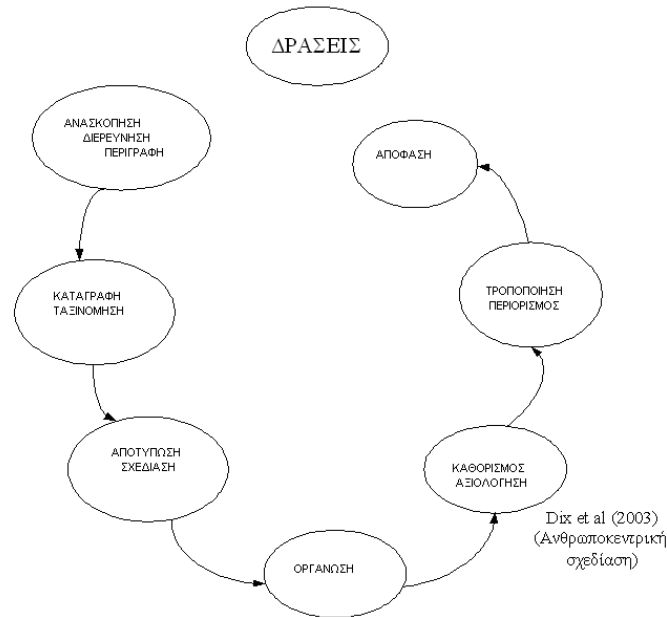 ΔΡΑΣΕΙΣ
ΑΝΑΣΚΟΠΗΣΗ
ΔΙΕΡΕΥΝΗΣΗ
ΠΕΡΙΓΡΑΦΗ
ΚΑΤΑΓΡΑΦΗ
ΤΑΞΙΝΟΜΗΣΗ
ΑΠΟΤΥΠΩΣΗ
ΣΧΕΔΙΑΣΗ
ΟΡΓΑΝΩΣΗ
ΚΑΘΟΡΙΣΜΟΣ
ΑΞΙΟΛΟΓΗΣΗ
Dix et al (2003)
(Ανθρωποκεντρική
σχεδίαση)
ΤΡΟΠΟΠΟΙΗΣΗ
ΠΕΡΙΟΡΙΣΜΟΣ
ΑΠΟΦΑΣΗ